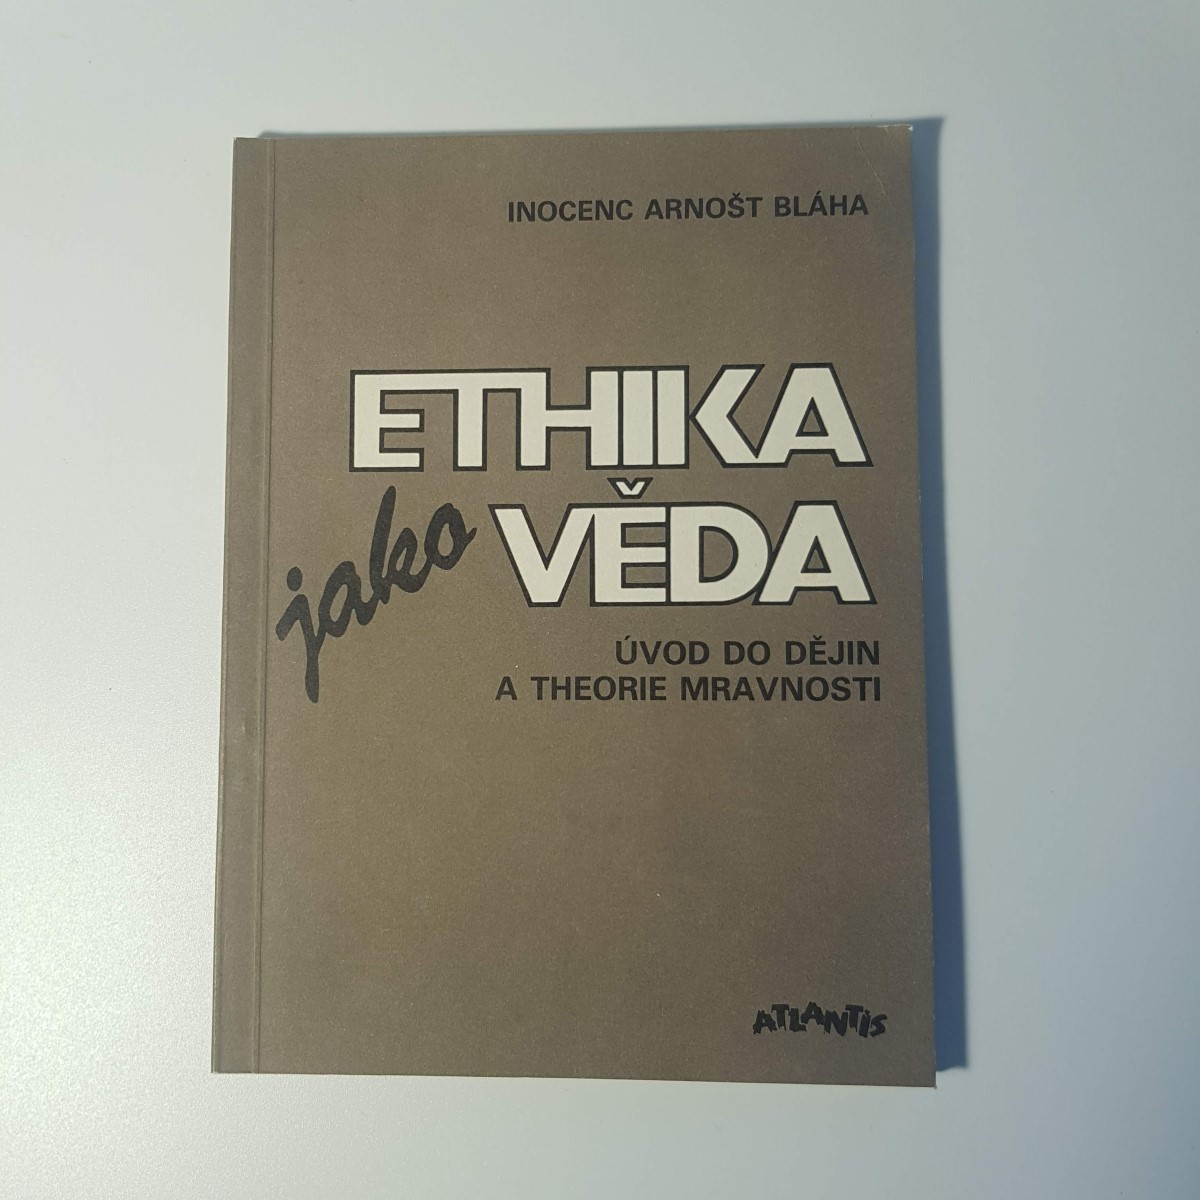 INOCENC ARNOŠT BLÁHA
ETHIKA
jako VĚDA
ÚVOD DO DĚJIN
A THEORIE MRAVNOSTI
ATLANTIS